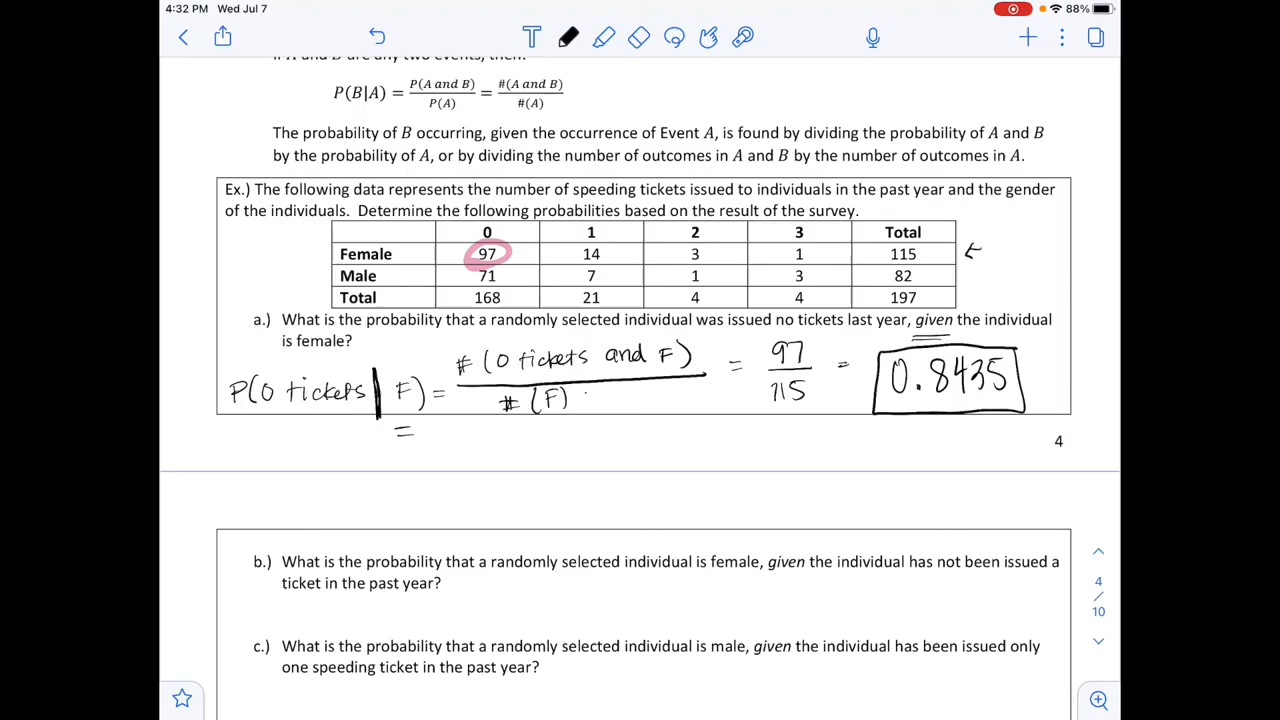 4:32 PM Wed Jul 7
88%
P(B|A) = P(A and B) / P(A) = #(A and B) / #(A)
The probability of B occurring, given the occurrence of Event A, is found by dividing the probability of A and B
by the probability of A, or by dividing the number of outcomes in A and B by the number of outcomes in A.
Ex.) The following data represents the number of speeding tickets issued to individuals in the past year and the gender
of the individuals. Determine the following probabilities based on the result of the survey.
0 1 2 3 Total
Female 97 14 3 1 115
Male 71 7 1 3 82
Total 168 21 4 4 197
a.) What is the probability that a randomly selected individual was issued no tickets last year, given the individual
is female?
P(0 tickets | F) = #(0 tickets and F) / #(F) = 97 / 115 = 0.8435
=
4
b.) What is the probability that a randomly selected individual is female, given the individual has not been issued a
ticket in the past year?
c.) What is the probability that a randomly selected individual is male, given the individual has been issued only
one speeding ticket in the past year?
4
/
10